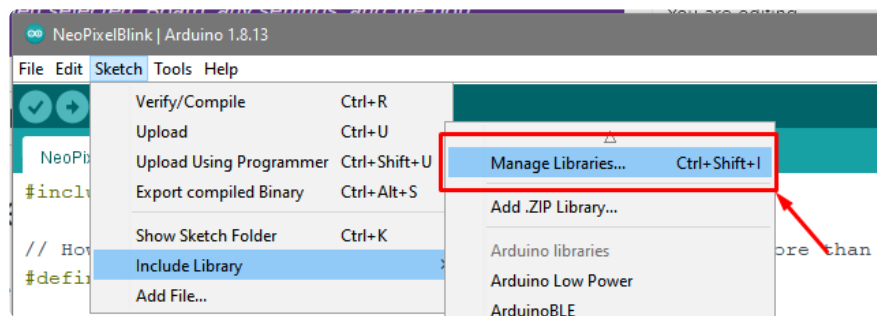 NeoPixelBlink | Arduino 1.8.13
File Edit Sketch Tools Help
Verify/Compile Ctrl+R
Upload Ctrl+U
Upload Using Programmer Ctrl+Shift+U
Export compiled Binary Ctrl+Alt+S
Show Sketch Folder Ctrl+K
Include Library
Add File...
Manage Libraries... Ctrl+Shift+I
Add .ZIP Library...
Arduino libraries
Arduino Low Power
ArduinoBLE
NeoPix
#inclu
// How
ore than
#defin
You are editing